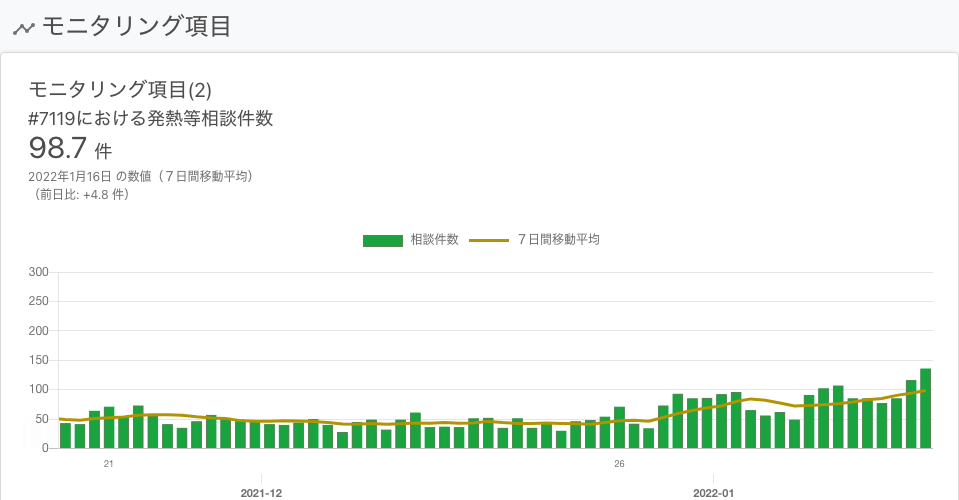 モニタリング項目
モニタリング項目(2)
#7119における発熱等相談件数
98.7 件
2022年1月16日 の数値（７日間移動平均）
（前日比: +4.8 件）
相談件数 ７日間移動平均
300
250
200
150
100
50
0
21 26
2021-12 2022-01